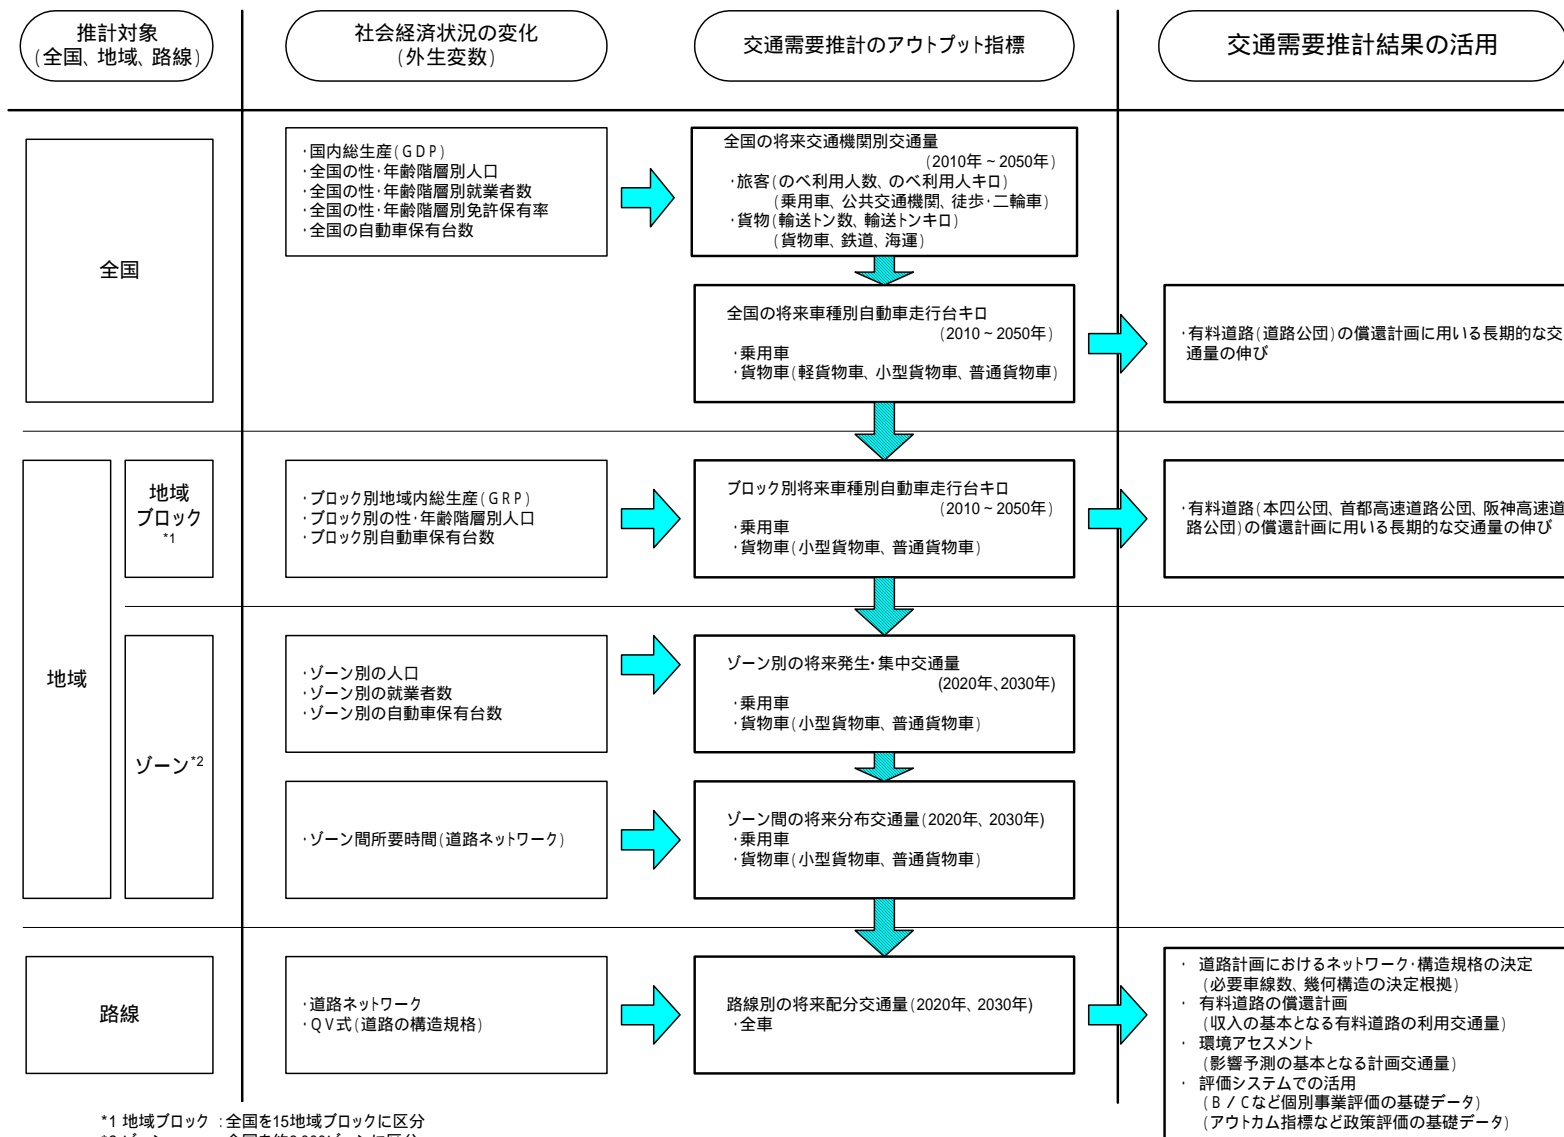 推計対象
(全国、地域、路線)
社会経済状況の変化
(外生変数)
交通需要推計のアウトプット指標
交通需要推計結果の活用
全国
・国内総生産(GDP)
・全国の性・年齢階層別人口
・全国の性・年齢階層別就業者数
・全国の性・年齢階層別免許保有率
・全国の自動車保有台数
全国の将来交通機関別交通量
(2010年~2050年)
・旅客(のべ利用人数、のべ利用人キロ)
(乗用車、公共交通機関、徒歩・二輪車)
・貨物(輸送トン数、輸送トンキロ)
(貨物車、鉄道、海運)
全国の将来車種別自動車走行台キロ
(2010~2050年)
・乗用車
・貨物車(軽貨物車、小型貨物車、普通貨物車)
・有料道路(道路公団)の償還計画に用いる長期的な交
通量の伸び
地域
地域
ブロック
*1
・ブロック別地域内総生産(GRP)
・ブロック別の性・年齢階層別人口
・ブロック別自動車保有台数
ブロック別将来車種別自動車走行台キロ
(2010~2050年)
・乗用車
・貨物車(小型貨物車、普通貨物車)
・有料道路(本四公団、首都高速道路公団、阪神高速道
路公団)の償還計画に用いる長期的な交通量の伸び
ゾーン*2
・ゾーン別の人口
・ゾーン別の就業者数
・ゾーン別の自動車保有台数
ゾーン別の将来発生・集中交通量
(2020年、2030年)
・乗用車
・貨物車(小型貨物車、普通貨物車)
・ゾーン間所要時間(道路ネットワーク)
ゾーン間の将来分布交通量(2020年、2030年)
・乗用車
・貨物車(小型貨物車、普通貨物車)
路線
・道路ネットワーク
・QV式(道路の構造規格)
路線別の将来配分交通量(2020年、2030年)
・全車
・ 道路計画におけるネットワーク・構造規格の決定
(必要車線数、幾何構造の決定根拠)
・ 有料道路の償還計画
(収入の基本となる有料道路の利用交通量)
・ 環境アセスメント
(影響予測の基本となる計画交通量)
・ 評価システムでの活用
(B/Cなど個別事業評価の基礎データ)
(アウトカム指標など政策評価の基礎データ)
*1 地域ブロック :全国を15地域ブロックに区分